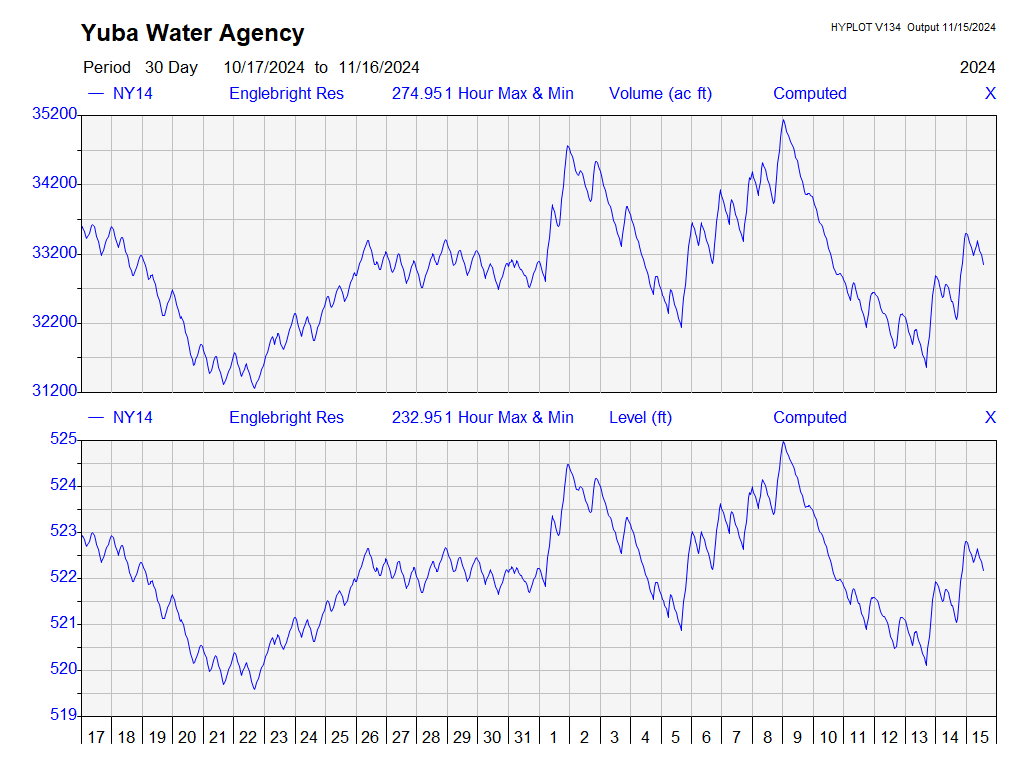 Yuba Water Agency
HYPLOT V134 Output 11/15/2024
Period 30 Day 10/17/2024 to 11/16/2024 2024
— NY14 Englebright Res 274.951 Hour Max & Min Volume (ac ft) Computed X
35200
34200
33200
32200
31200
— NY14 Englebright Res 232.951 Hour Max & Min Level (ft) Computed X
525
524
523
522
521
520
519
17 18 19 20 21 22 23 24 25 26 27 28 29 30 31 1 2 3 4 5 6 7 8 9 10 11 12 13 14 15